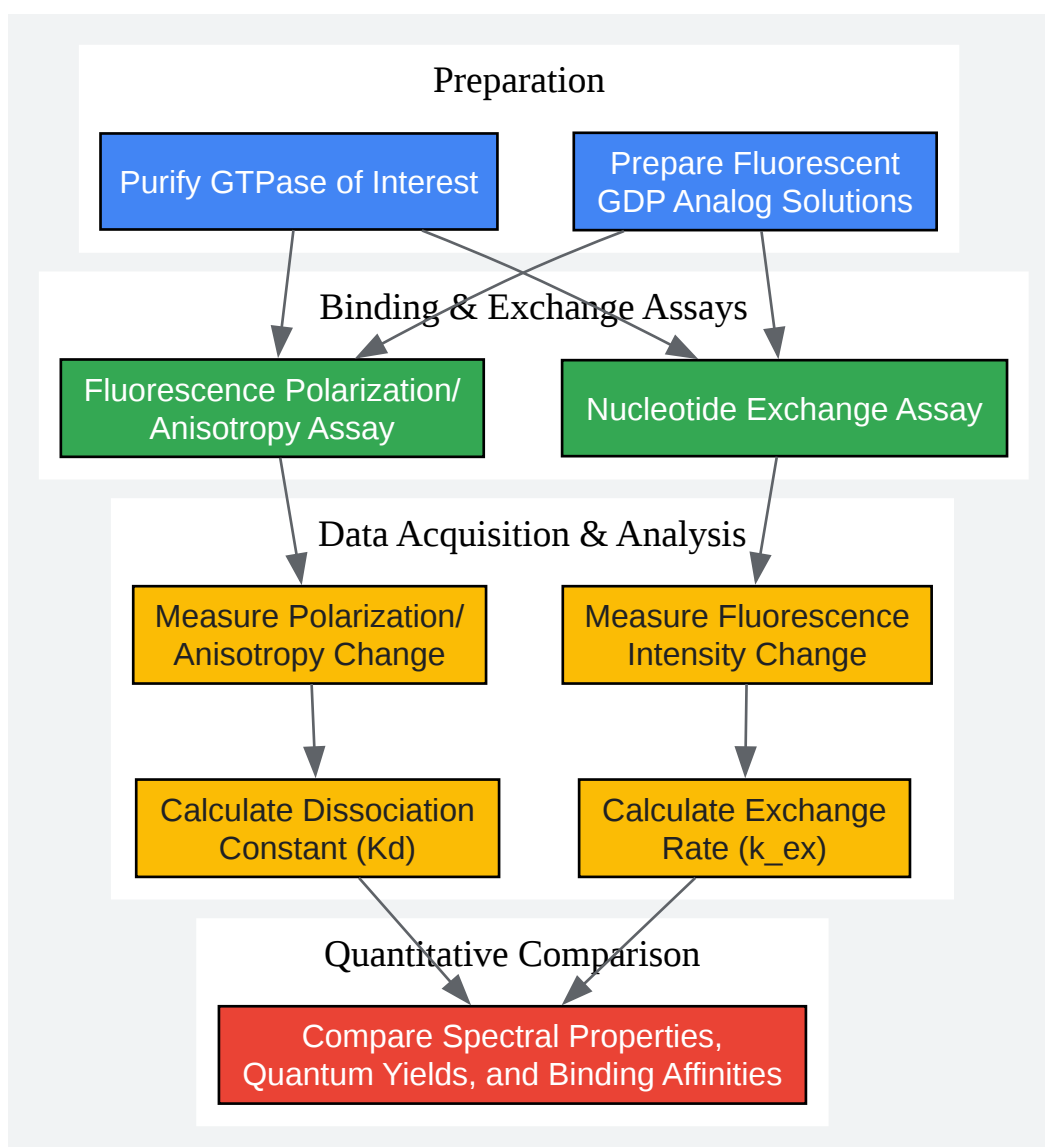 Preparation
Purify GTPase of Interest
Prepare Fluorescent
GDP Analog Solutions
Binding & Exchange Assays
Fluorescence Polarization/
Anisotropy Assay
Nucleotide Exchange Assay
Data Acquisition & Analysis
Measure Polarization/
Anisotropy Change
Measure Fluorescence
Intensity Change
Calculate Dissociation
Constant (Kd)
Calculate Exchange
Rate (k_ex)
Quantitative Comparison
Compare Spectral Properties,
Quantum Yields, and Binding Affinities